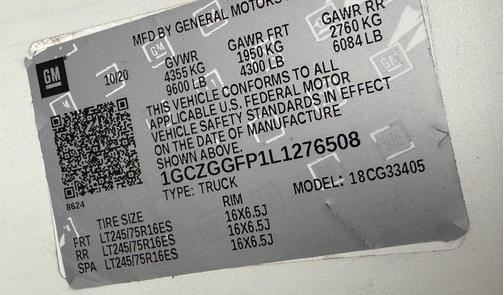 MFD BY GENERAL MOTORS
GM 10/20 GVWR GAWR FRT GAWR RR
4355 KG 1950 KG 2760 KG
9600 LB 4300 LB 6084 LB
THIS VEHICLE CONFORMS TO ALL
APPLICABLE U.S. FEDERAL MOTOR
VEHICLE SAFETY STANDARDS IN EFFECT
ON THE DATE OF MANUFACTURE
SHOWN ABOVE.
1GCZGGFP1L1276508
TYPE: TRUCK MODEL: 18CG33405
8624
TIRE SIZE RIM
FRT LT245/75R16ES 16X6.5J
RR LT245/75R16ES 16X6.5J
SPA LT245/75R16ES 16X6.5J